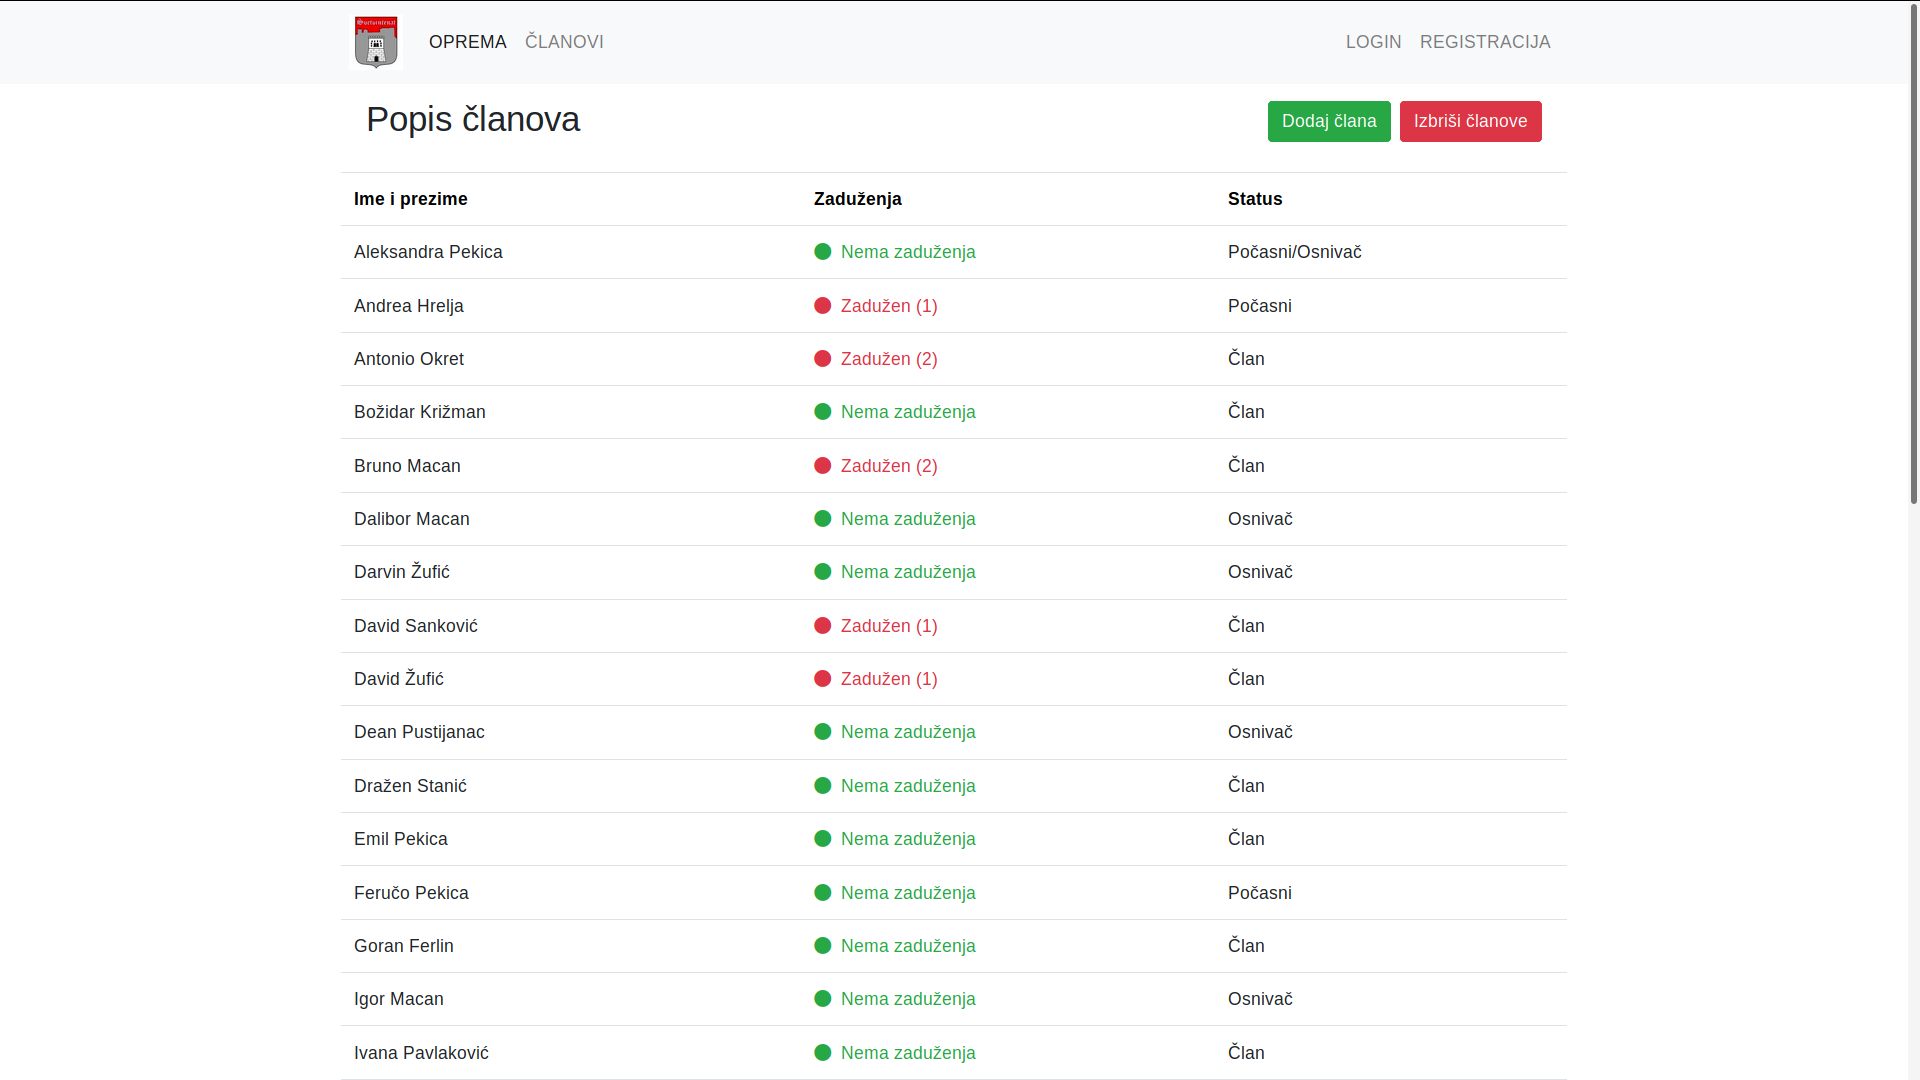 OPREMA ČLANOVI LOGIN REGISTRACIJA
Popis članova Dodaj člana Izbriši članove
Ime i prezime Zaduženja Status
Aleksandra Pekica Nema zaduženja Počasni/Osnivač
Andrea Hrelja Zadužen (1) Počasni
Antonio Okret Zadužen (2) Član
Božidar Križman Nema zaduženja Član
Bruno Macan Zadužen (2) Član
Dalibor Macan Nema zaduženja Osnivač
Darvin Žufić Nema zaduženja Osnivač
David Sanković Zadužen (1) Član
David Žufić Zadužen (1) Član
Dean Pustijanac Nema zaduženja Osnivač
Dražen Stanić Nema zaduženja Član
Emil Pekica Nema zaduženja Član
Feručo Pekica Nema zaduženja Počasni
Goran Ferlin Nema zaduženja Član
Igor Macan Nema zaduženja Osnivač
Ivana Pavlaković Nema zaduženja Član